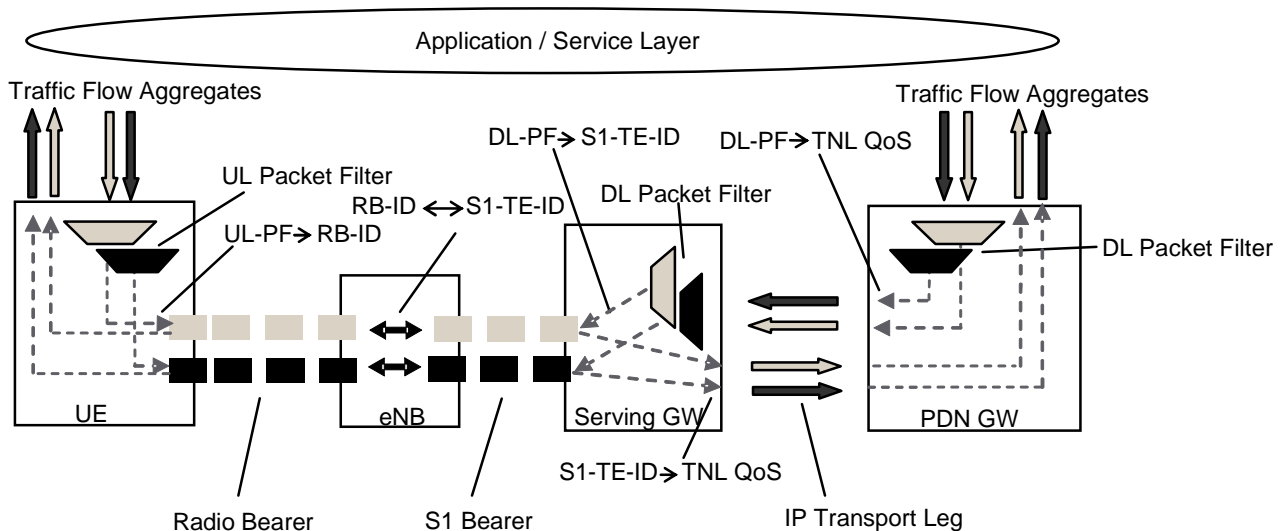 Application / Service Layer
Traffic Flow Aggregates
Traffic Flow Aggregates
DL-PF→S1-TE-ID
DL-PF→TNL QoS
UL Packet Filter
DL Packet Filter
RB-ID ↔ S1-TE-ID
UL-PF→RB-ID
DL Packet Filter
UE
eNB
Serving GW
PDN GW
S1-TE-ID→TNL QoS
Radio Bearer
S1 Bearer
IP Transport Leg